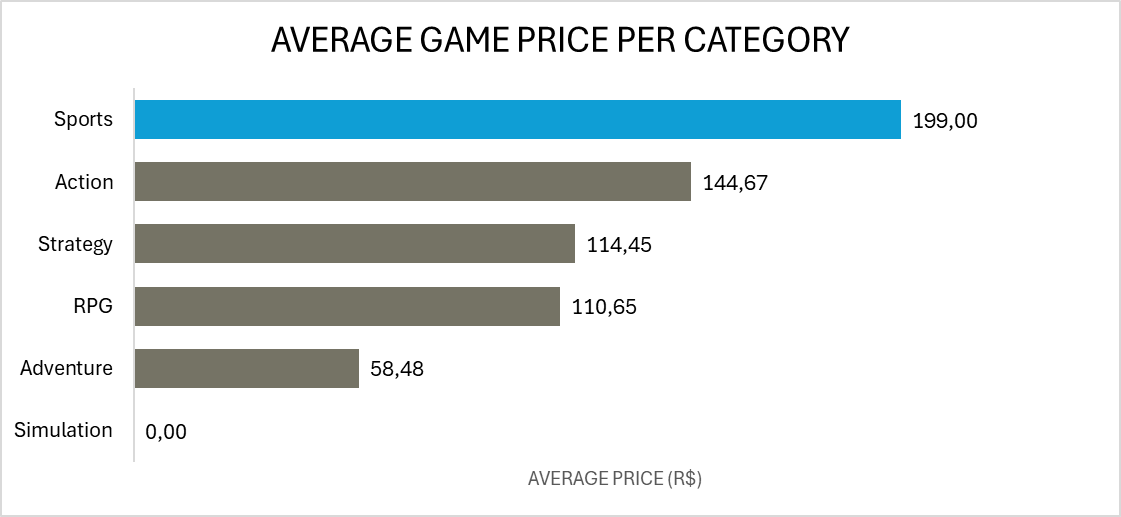 AVERAGE GAME PRICE PER CATEGORY
Sports 199,00
Action 144,67
Strategy 114,45
RPG 110,65
Adventure 58,48
Simulation 0,00
AVERAGE PRICE (R$)